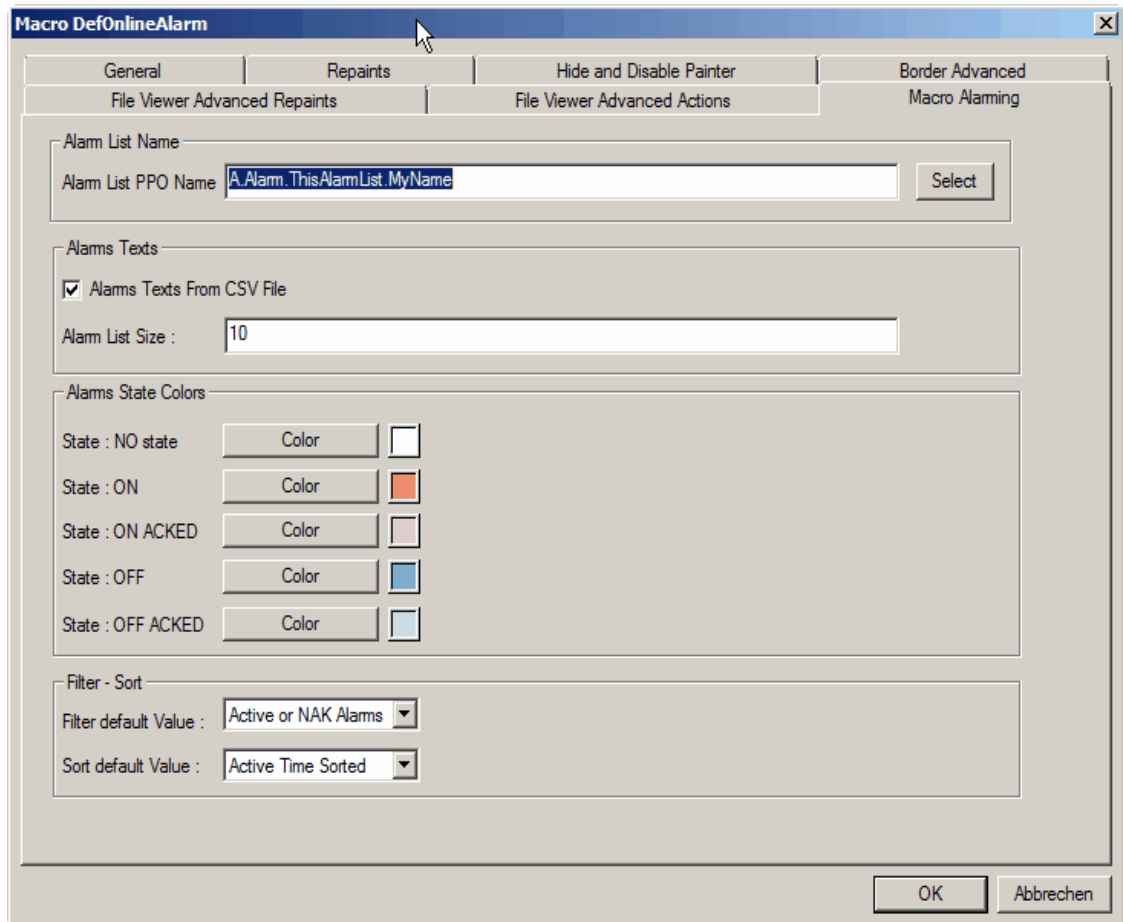 Macro DefOnlineAlarm
General Repaints Hide and Disable Painter Border Advanced
File Viewer Advanced Repaints File Viewer Advanced Actions Macro Alarming
Alarm List Name
Alarm List PPO Name A.Alarm.ThisAlarmList.MyName Select
Alarms Texts
Alarms Texts From CSV File
Alarm List Size : 10
Alarms State Colors
State : NO state Color
State : ON Color
State : ON ACKED Color
State : OFF Color
State : OFF ACKED Color
Filter - Sort
Filter default Value : Active or NAK Alarms
Sort default Value : Active Time Sorted
OK Abbrechen